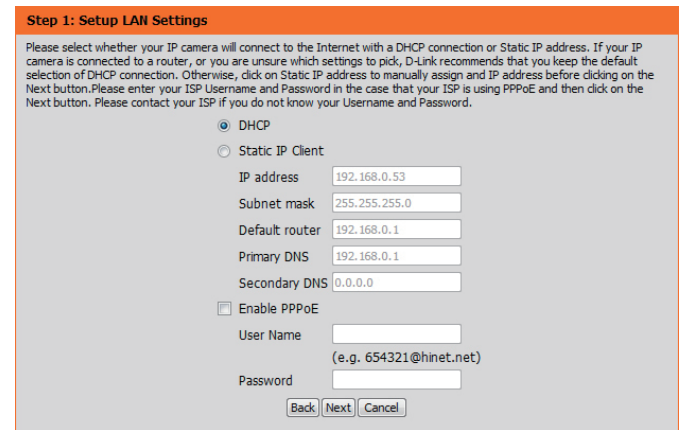 Step 1: Setup LAN Settings
Please select whether your IP camera will connect to the Internet with a DHCP connection or Static IP address. If your IP
camera is connected to a router, or you are unsure which settings to pick, D-Link recommends that you keep the default
selection of DHCP connection. Otherwise, click on Static IP address to manually assign and IP address before clicking on the
Next button.Please enter your ISP Username and Password in the case that your ISP is using PPPoE and then click on the
Next button. Please contact your ISP if you do not know your Username and Password.
DHCP
Static IP Client
IP address 192.168.0.53
Subnet mask 255.255.255.0
Default router 192.168.0.1
Primary DNS 192.168.0.1
Secondary DNS 0.0.0.0
Enable PPPoE
User Name
(e.g. 654321@hinet.net)
Password
Back Next Cancel